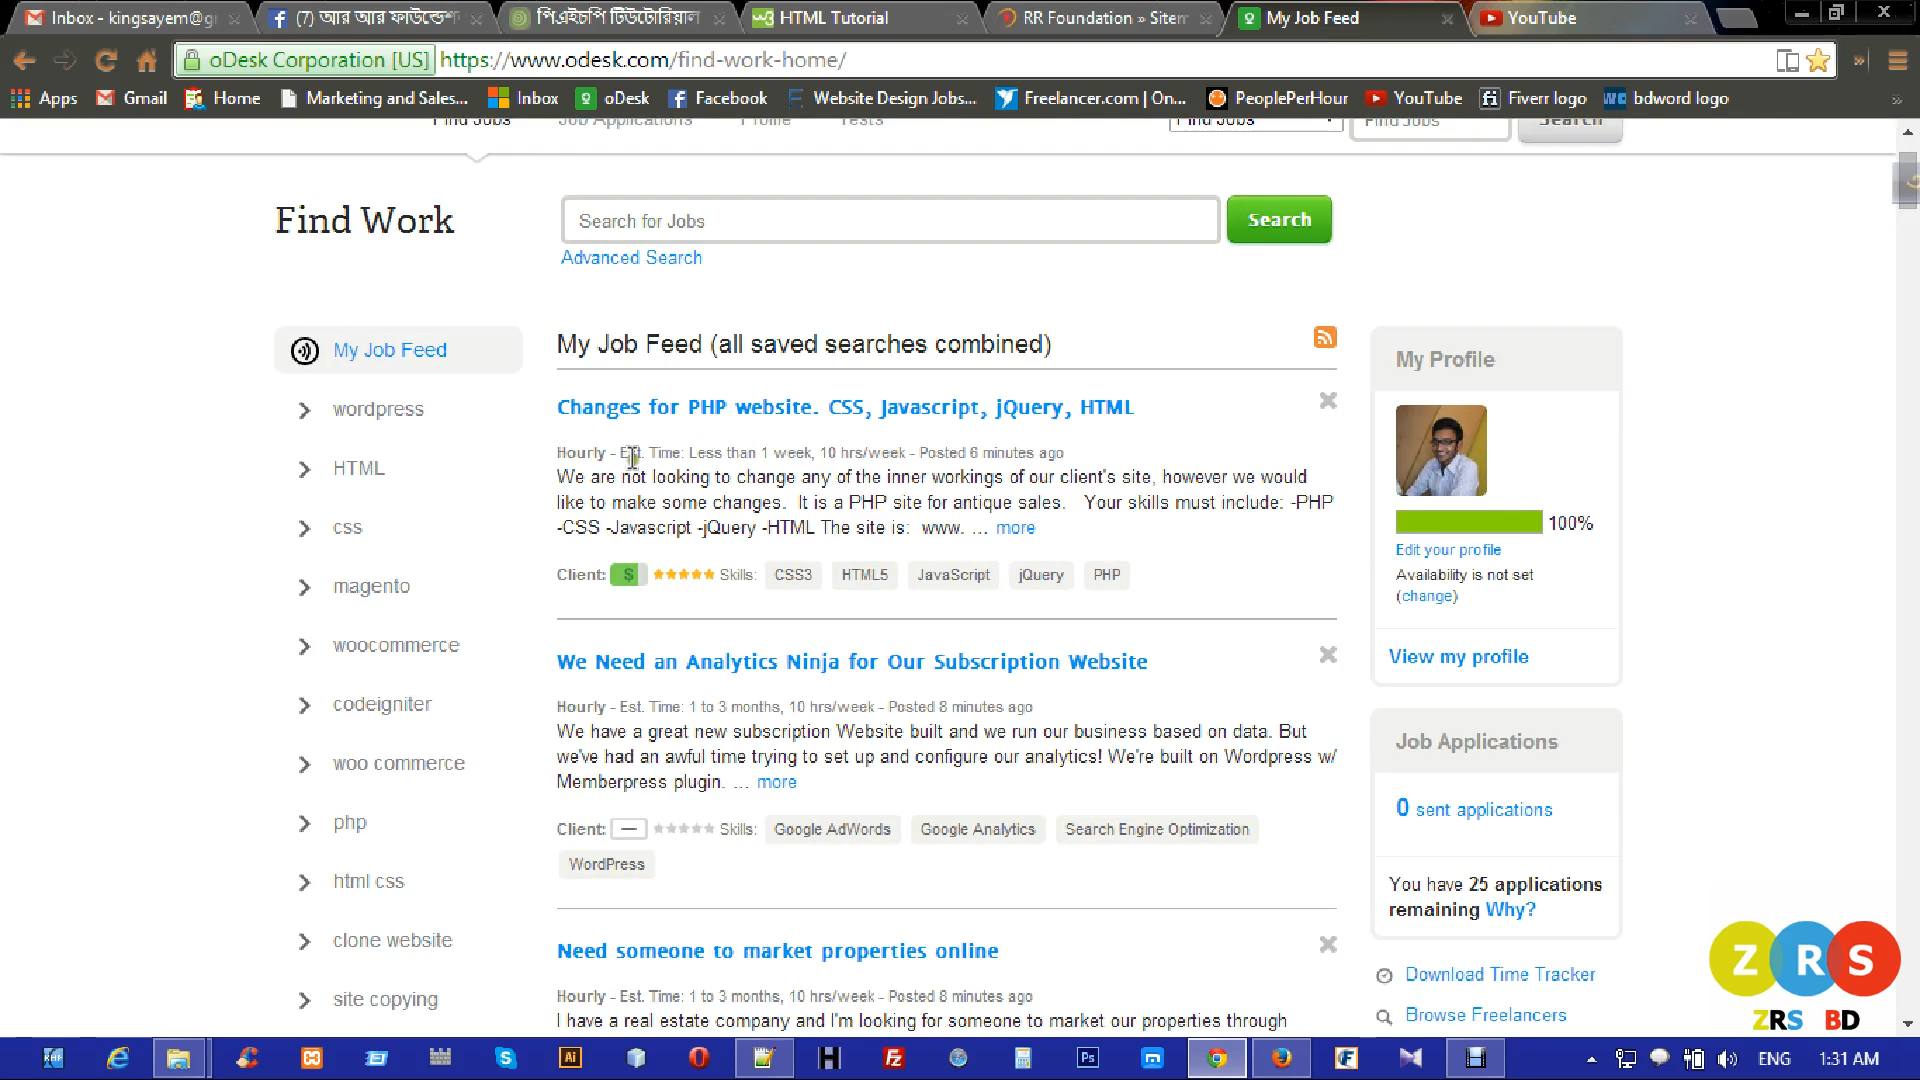 Inbox - kingsayem@g
(7) আর আর ফাউন্ডেশ
পিএইচপি টিউটোরিয়াল
HTML Tutorial
RR Foundation » Sitem
My Job Feed
YouTube
oDesk Corporation [US] https://www.odesk.com/find-work-home/
Apps Gmail Home Marketing and Sales... Inbox oDesk Facebook Website Design Jobs... Freelancer.com | On... PeoplePerHour YouTube Fiverr logo bdword logo
Find Jobs Job Applications Profile Tests Find Jobs Find Jobs Search
Find Work
Search for Jobs
Search
Advanced Search
My Job Feed
wordpress
HTML
css
magento
woocommerce
codeigniter
woo commerce
php
html css
clone website
site copying
My Job Feed (all saved searches combined)
Changes for PHP website. CSS, Javascript, jQuery, HTML
Hourly - Est. Time: Less than 1 week, 10 hrs/week - Posted 6 minutes ago
We are not looking to change any of the inner workings of our client's site, however we would
like to make some changes. It is a PHP site for antique sales. Your skills must include: -PHP
-CSS -Javascript -jQuery -HTML The site is: www. ... more
Client: $ Skills: CSS3 HTML5 JavaScript jQuery PHP
We Need an Analytics Ninja for Our Subscription Website
Hourly - Est. Time: 1 to 3 months, 10 hrs/week - Posted 8 minutes ago
We have a great new subscription Website built and we run our business based on data. But
we've had an awful time trying to set up and configure our analytics! We're built on Wordpress w/
Memberpress plugin. ... more
Client: — Skills: Google AdWords Google Analytics Search Engine Optimization
WordPress
Need someone to market properties online
Hourly - Est. Time: 1 to 3 months, 10 hrs/week - Posted 8 minutes ago
I have a real estate company and I'm looking for someone to market our properties through
My Profile
100%
Edit your profile
Availability is not set
(change)
View my profile
Job Applications
0 sent applications
You have 25 applications
remaining Why?
Download Time Tracker
Browse Freelancers
Z R S
ZRS BD
ENG 1:31 AM